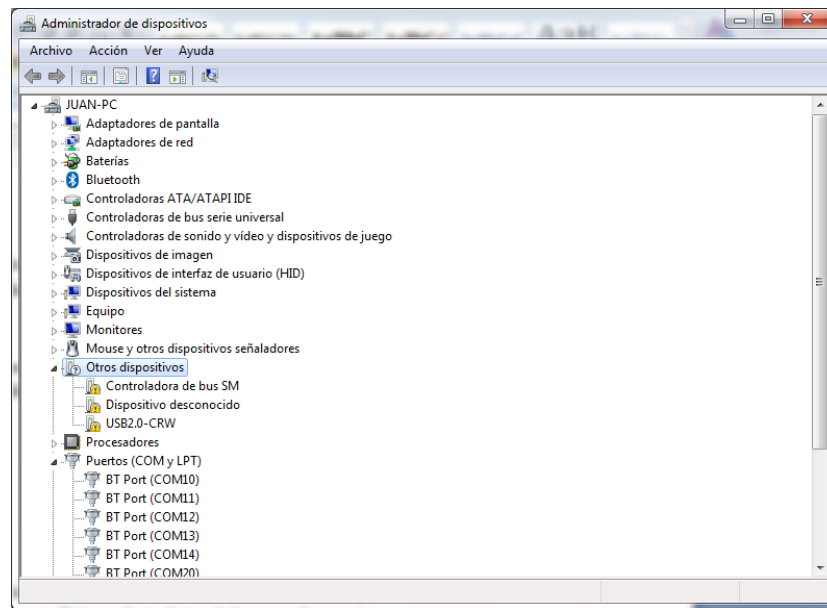 Administrador de dispositivos
Archivo Acción Ver Ayuda
JUAN-PC
Adaptadores de pantalla
Adaptadores de red
Baterías
Bluetooth
Controladoras ATA/ATAPI IDE
Controladoras de bus serie universal
Controladoras de sonido y vídeo y dispositivos de juego
Dispositivos de imagen
Dispositivos de interfaz de usuario (HID)
Dispositivos del sistema
Equipo
Monitores
Mouse y otros dispositivos señaladores
Otros dispositivos
Controladora de bus SM
Dispositivo desconocido
USB2.0-CRW
Procesadores
Puertos (COM y LPT)
BT Port (COM10)
BT Port (COM11)
BT Port (COM12)
BT Port (COM13)
BT Port (COM14)
BT Port (COM20)